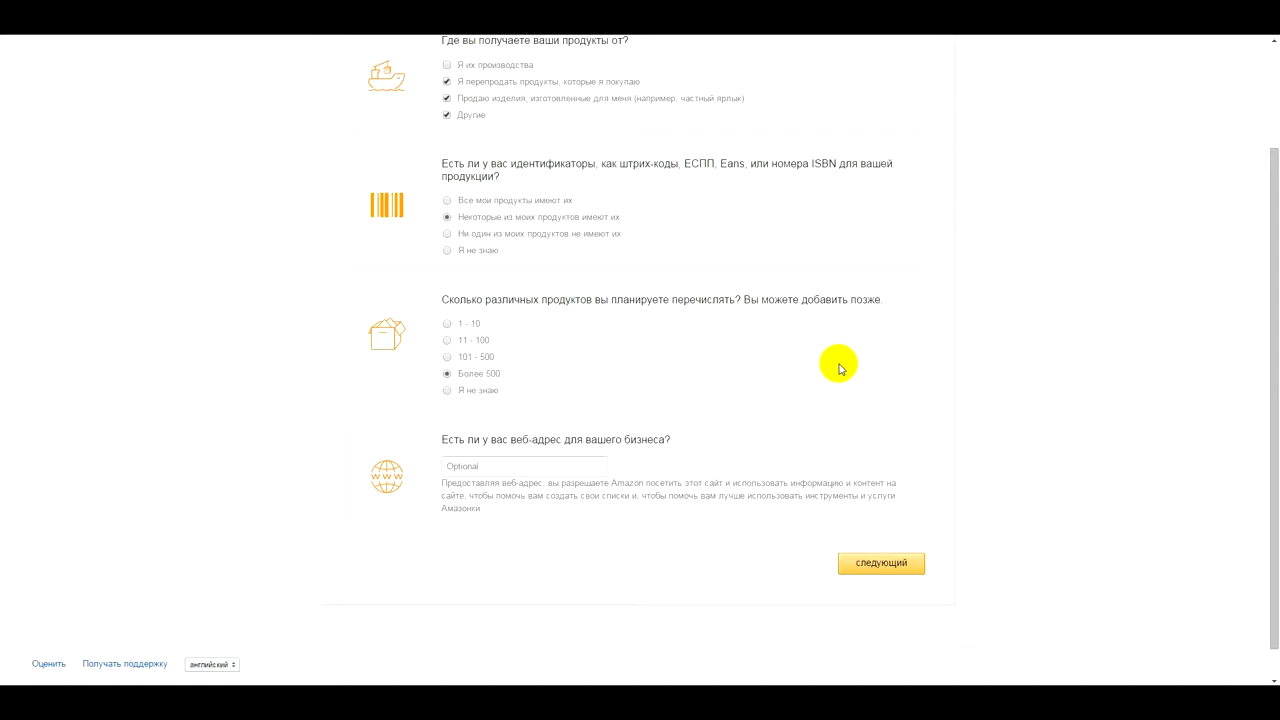 Где вы получаете ваши продукты от?
Я их производства
Я перепродать продукты, которые я покупаю
Продаю изделия, изготовленные для меня (например, частный ярлык)
Другие
Есть ли у вас идентификаторы, как штрих-коды, ЕСПП, Eans, или номера ISBN для вашей
продукции?
Все мои продукты имеют их
Некоторые из моих продуктов имеют их
Ни один из моих продуктов не имеют их
Я не знаю
Сколько различных продуктов вы планируете перечислять? Вы можете добавить позже.
1 - 10
11 - 100
101 - 500
Более 500
Я не знаю
Есть ли у вас веб-адрес для вашего бизнеса?
Optional
Предоставляя веб-адрес, вы разрешаете Amazon посетить этот сайт и использовать информацию и контент на
сайте, чтобы помочь вам создать свои списки и, чтобы помочь вам лучше использовать инструменты и услуги
Амазонки
WWW
следующий
Оценить Получать поддержку английский